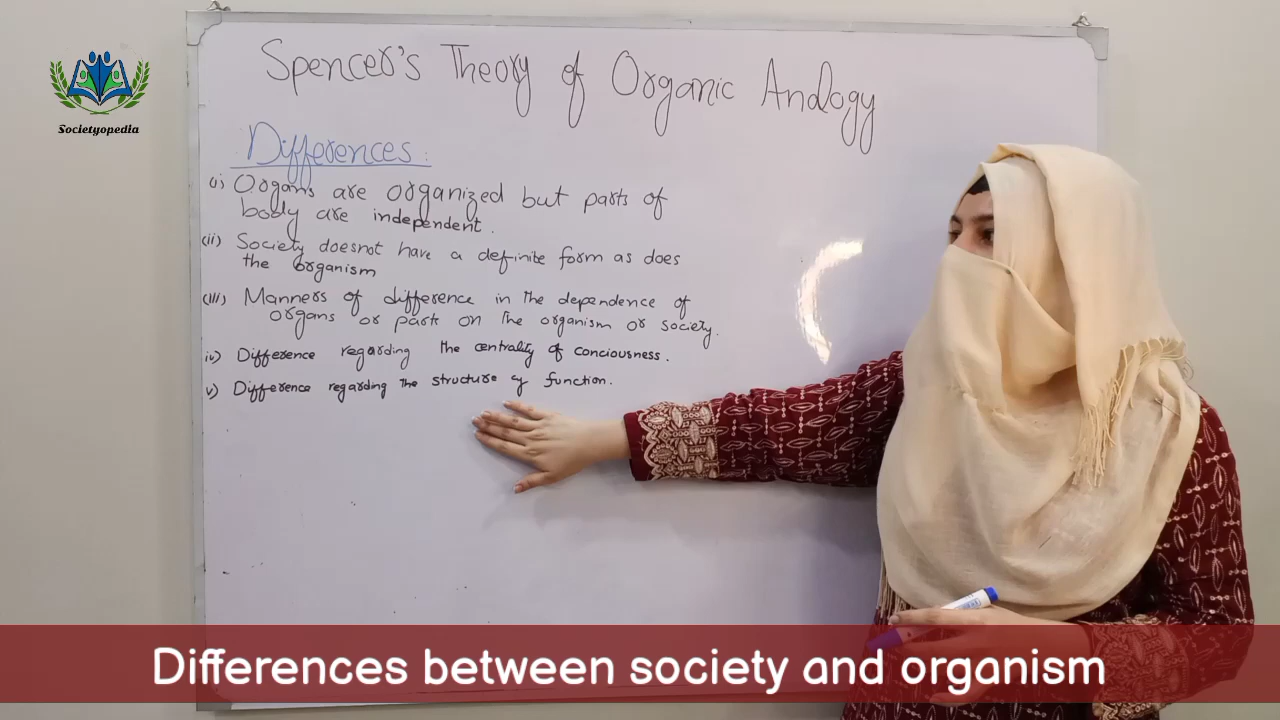 Societyopedia
Spencer's Theory of Organic Analogy
Differences:
(i) Organs are organized but parts of
body are independent.
(ii) Society doesnot have a definite form as does
the organism
(iii) Manners of difference in the dependence of
organs or parts on the organism or society.
iv) Difference regarding the centrality of conciousness.
v) Difference regarding the structure of function.
Differences between society and organism